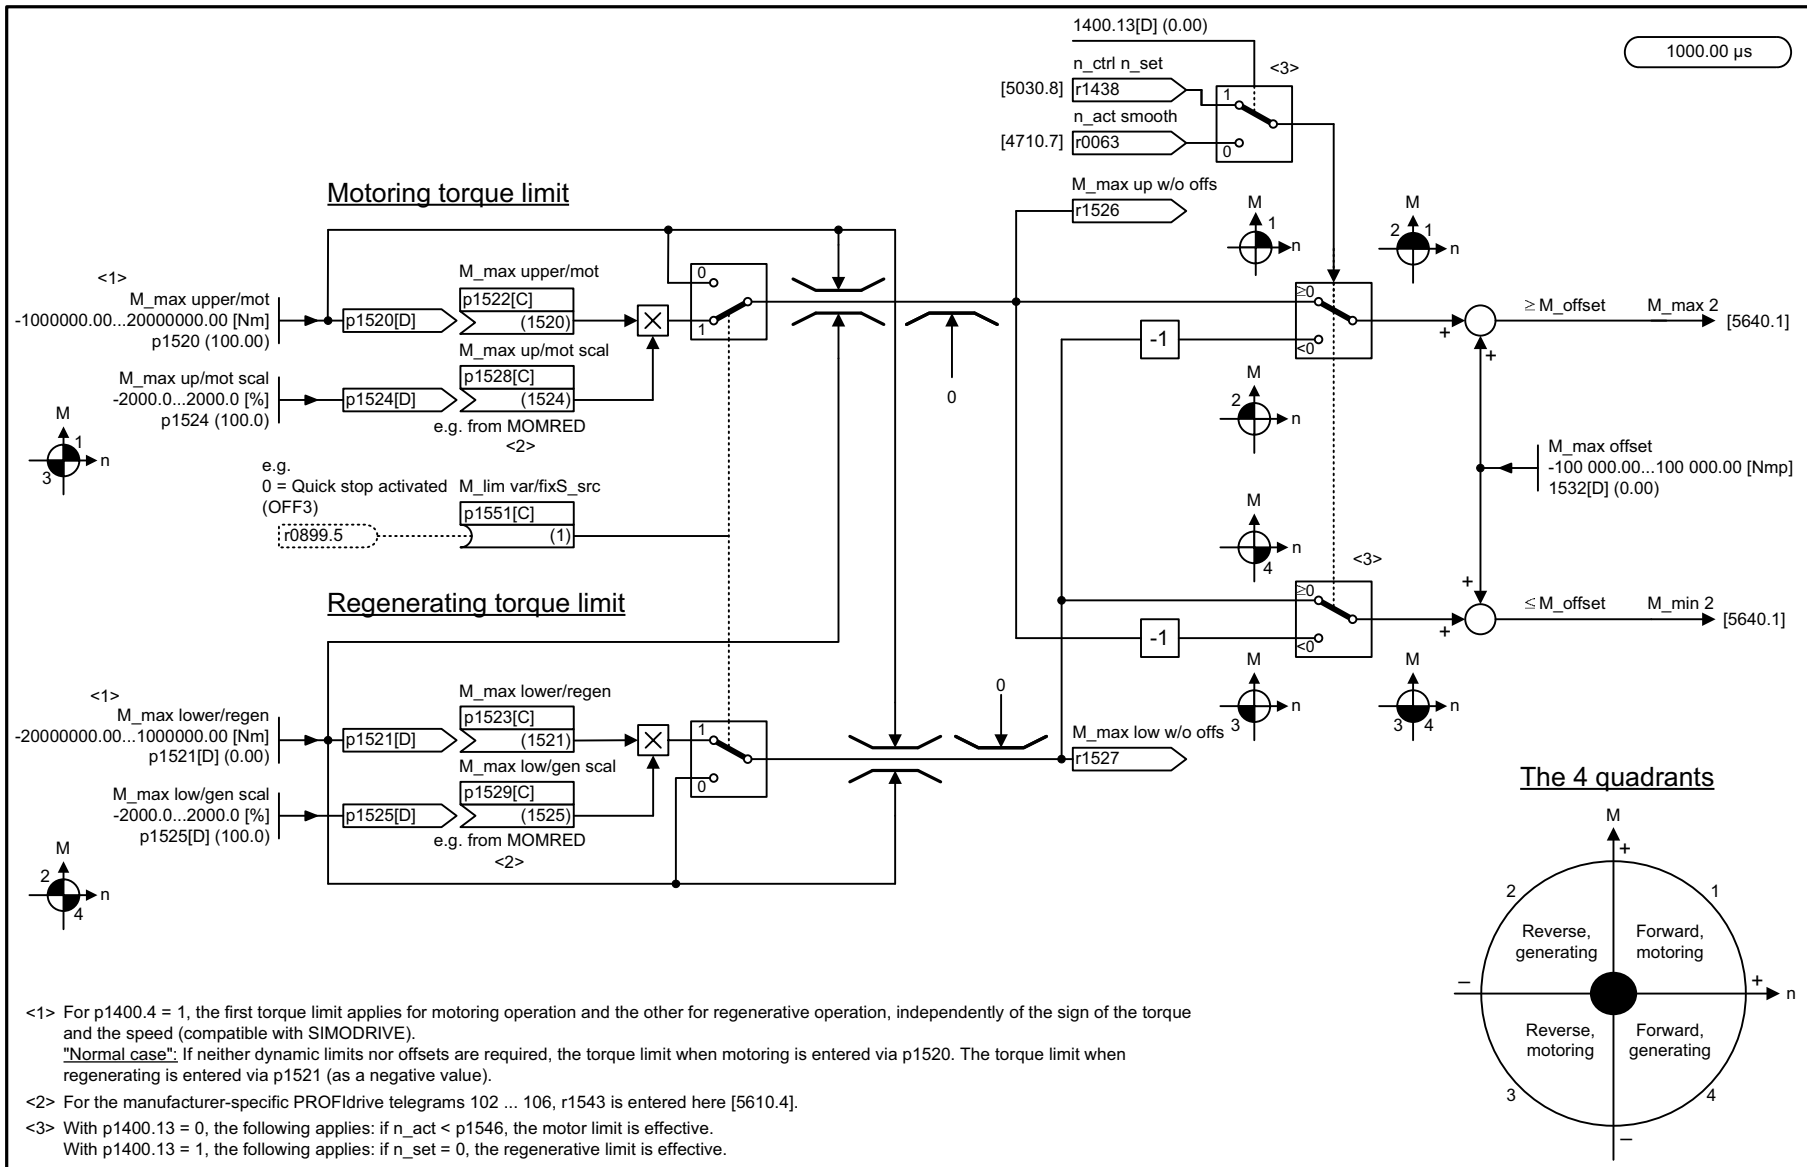 1400.13[D] (0.00)
1000.00 µs
n_ctrl n_set
<3>
[5030.8]
r1438
1
n_act smooth
[4710.7]
r0063
0
Motoring torque limit
M_max up w/o offs
r1526
M
1
n
M
2
1
n
<1>
M_max upper/mot
-1000000.00...20000000.00 [Nm]
p1520 (100.00)
p1520[D]
M_max upper/mot
p1522[C]
(1520)
0
1
≥0
<0
-1
+
+
≥ M_offset
M_max 2
[5640.1]
M_max up/mot scal
-2000.0...2000.0 [%]
p1524 (100.0)
p1524[D]
M_max up/mot scal
p1528[C]
(1524)
e.g. from MOMRED
<2>
0
M
2
n
M
1
3
n
M_max offset
-100 000.00...100 000.00 [Nmp]
1532[D] (0.00)
e.g.
0 = Quick stop activated
(OFF3)
r0899.5
M_lim var/fixS_src
p1551[C]
(1)
M
n
4
<3>
Regenerating torque limit
≥0
<0
-1
+
+
≤ M_offset
M_min 2
[5640.1]
<1>
M_max lower/regen
-20000000.00...1000000.00 [Nm]
p1521[D] (0.00)
p1521[D]
M_max lower/regen
p1523[C]
(1521)
1
0
0
M_max low w/o offs
r1527
M
3
n
M
3
4
n
M_max low/gen scal
-2000.0...2000.0 [%]
p1525[D] (100.0)
p1525[D]
M_max low/gen scal
p1529[C]
(1525)
e.g. from MOMRED
<2>
M
2
4
n
The 4 quadrants
M
+
2
1
Reverse,
generating
Forward,
motoring
–
+
n
Reverse,
motoring
Forward,
generating
3
4
–
<1> For p1400.4 = 1, the first torque limit applies for motoring operation and the other for regenerative operation, independently of the sign of the torque
and the speed (compatible with SIMODRIVE).
"Normal case": If neither dynamic limits nor offsets are required, the torque limit when motoring is entered via p1520. The torque limit when
regenerating is entered via p1521 (as a negative value).
<2> For the manufacturer-specific PROFIdrive telegrams 102 ... 106, r1543 is entered here [5610.4].
<3> With p1400.13 = 0, the following applies: if n_act < p1546, the motor limit is effective.
With p1400.13 = 1, the following applies: if n_set = 0, the regenerative limit is effective.